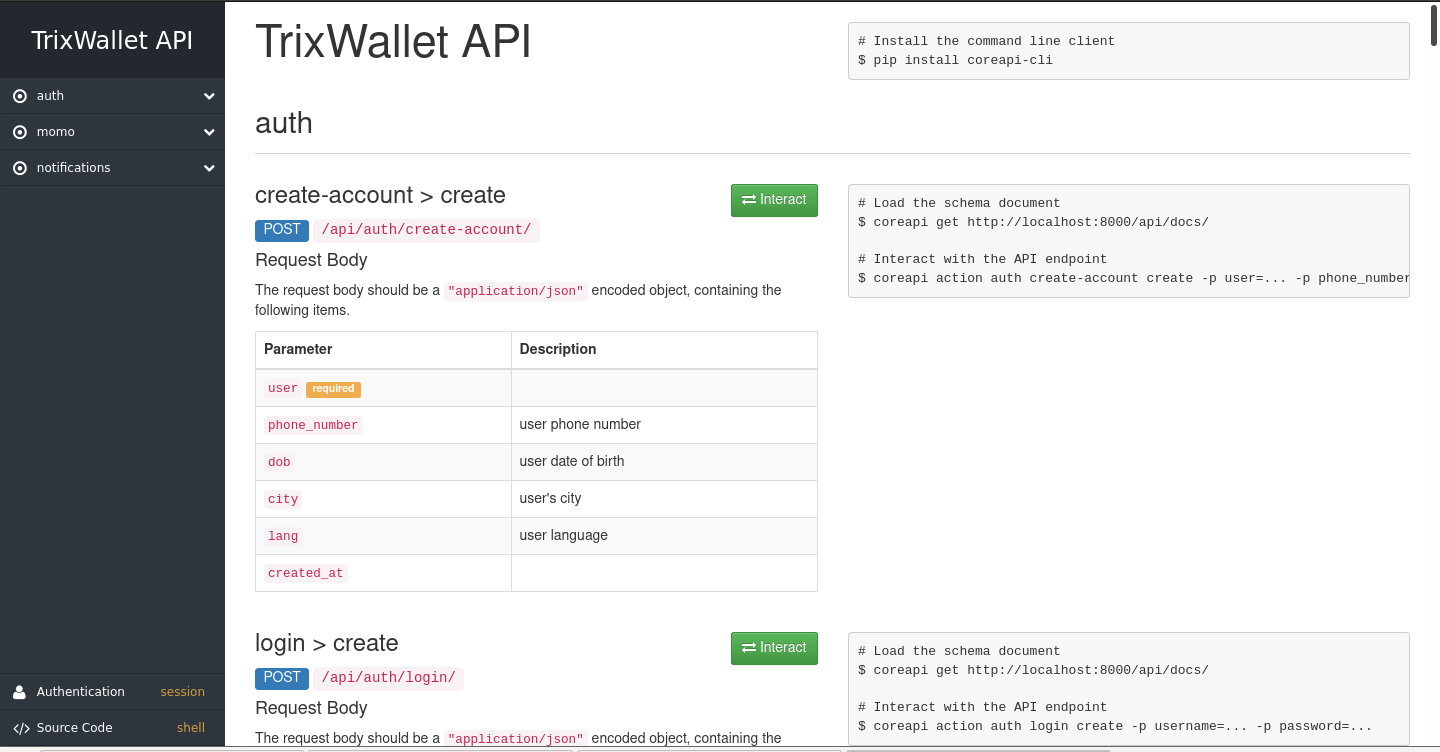 TrixWallet API
auth
momo
notifications
Authentication session
Source Code shell
TrixWallet API
# Install the command line client
$ pip install coreapi-cli
auth
create-account > create
Interact
POST /api/auth/create-account/
Request Body
The request body should be a "application/json" encoded object, containing the
following items.
Parameter Description
user required
phone_number user phone number
dob user date of birth
city user's city
lang user language
created_at
# Load the schema document
$ coreapi get http://localhost:8000/api/docs/
# Interact with the API endpoint
$ coreapi action auth create-account create -p user=... -p phone_number
login > create
Interact
POST /api/auth/login/
Request Body
The request body should be a "application/json" encoded object, containing the
# Load the schema document
$ coreapi get http://localhost:8000/api/docs/
# Interact with the API endpoint
$ coreapi action auth login create -p username=... -p password=...